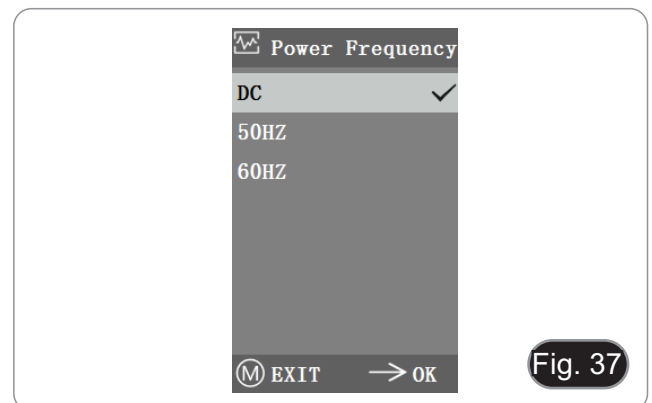 Power Frequency
DC
50HZ
60HZ
M EXIT → OK
Fig. 37